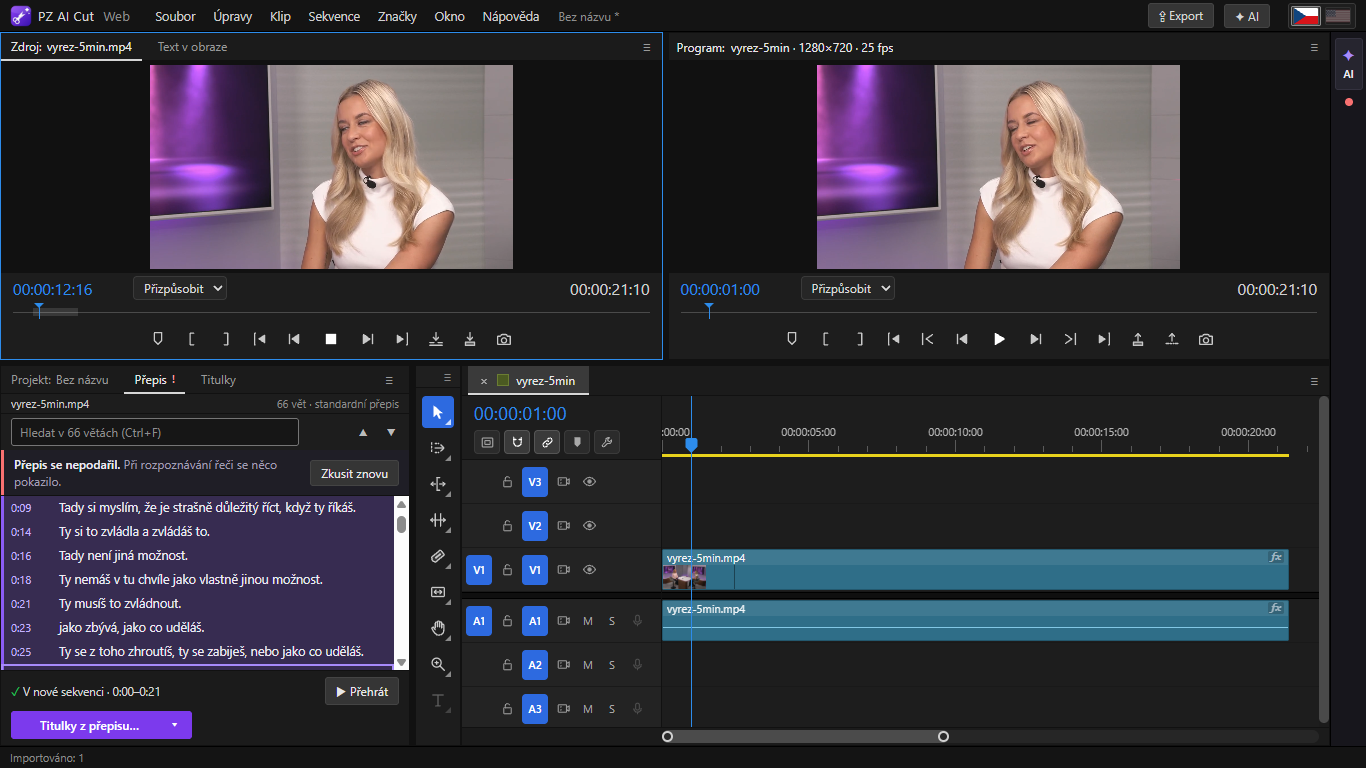 PZ AI Cut Web Soubor Úpravy Klip Sekvence Značky Okno Nápověda Bez názvu * Export AI
Zdroj: vyrez-5min.mp4 Text v obraze
Program: vyrez-5min · 1280×720 · 25 fps
AI
00:00:12:16 Přizpůsobit 00:00:21:10
00:00:01:00 Přizpůsobit 00:00:21:10
Projekt: Bez názvu Přepis ! Titulky
vyrez-5min.mp4 66 vět · standardní přepis
Hledat v 66 větách (Ctrl+F)
Přepis se nepodařil. Při rozpoznávání řeči se něco
pokazilo.
Zkusit znovu
0:09 Tady si myslím, že je strašně důležitý říct, když ty říkáš.
0:14 Ty si to zvládla a zvládáš to.
0:16 Tady není jiná možnost.
0:18 Ty nemáš v tu chvíle jako vlastně jinou možnost.
0:21 Ty musíš to zvládnout.
0:23 jako zbývá, jako co uděláš.
0:25 Ty se z toho zhroutíš, ty se zabiješ, nebo jako co uděláš.
✓ V nové sekvenci · 0:00–0:21 Přehrát
Titulky z přepisu...
T
× vyrez-5min
00:00:01:00
:00:00 00:00:05:00 00:00:10:00 00:00:15:00 00:00:20:00
V3
V2
V1 V1 vyrez-5min.mp4 fx
A1 A1 M S vyrez-5min.mp4 fx
A2 M S
A3 M S
Importováno: 1